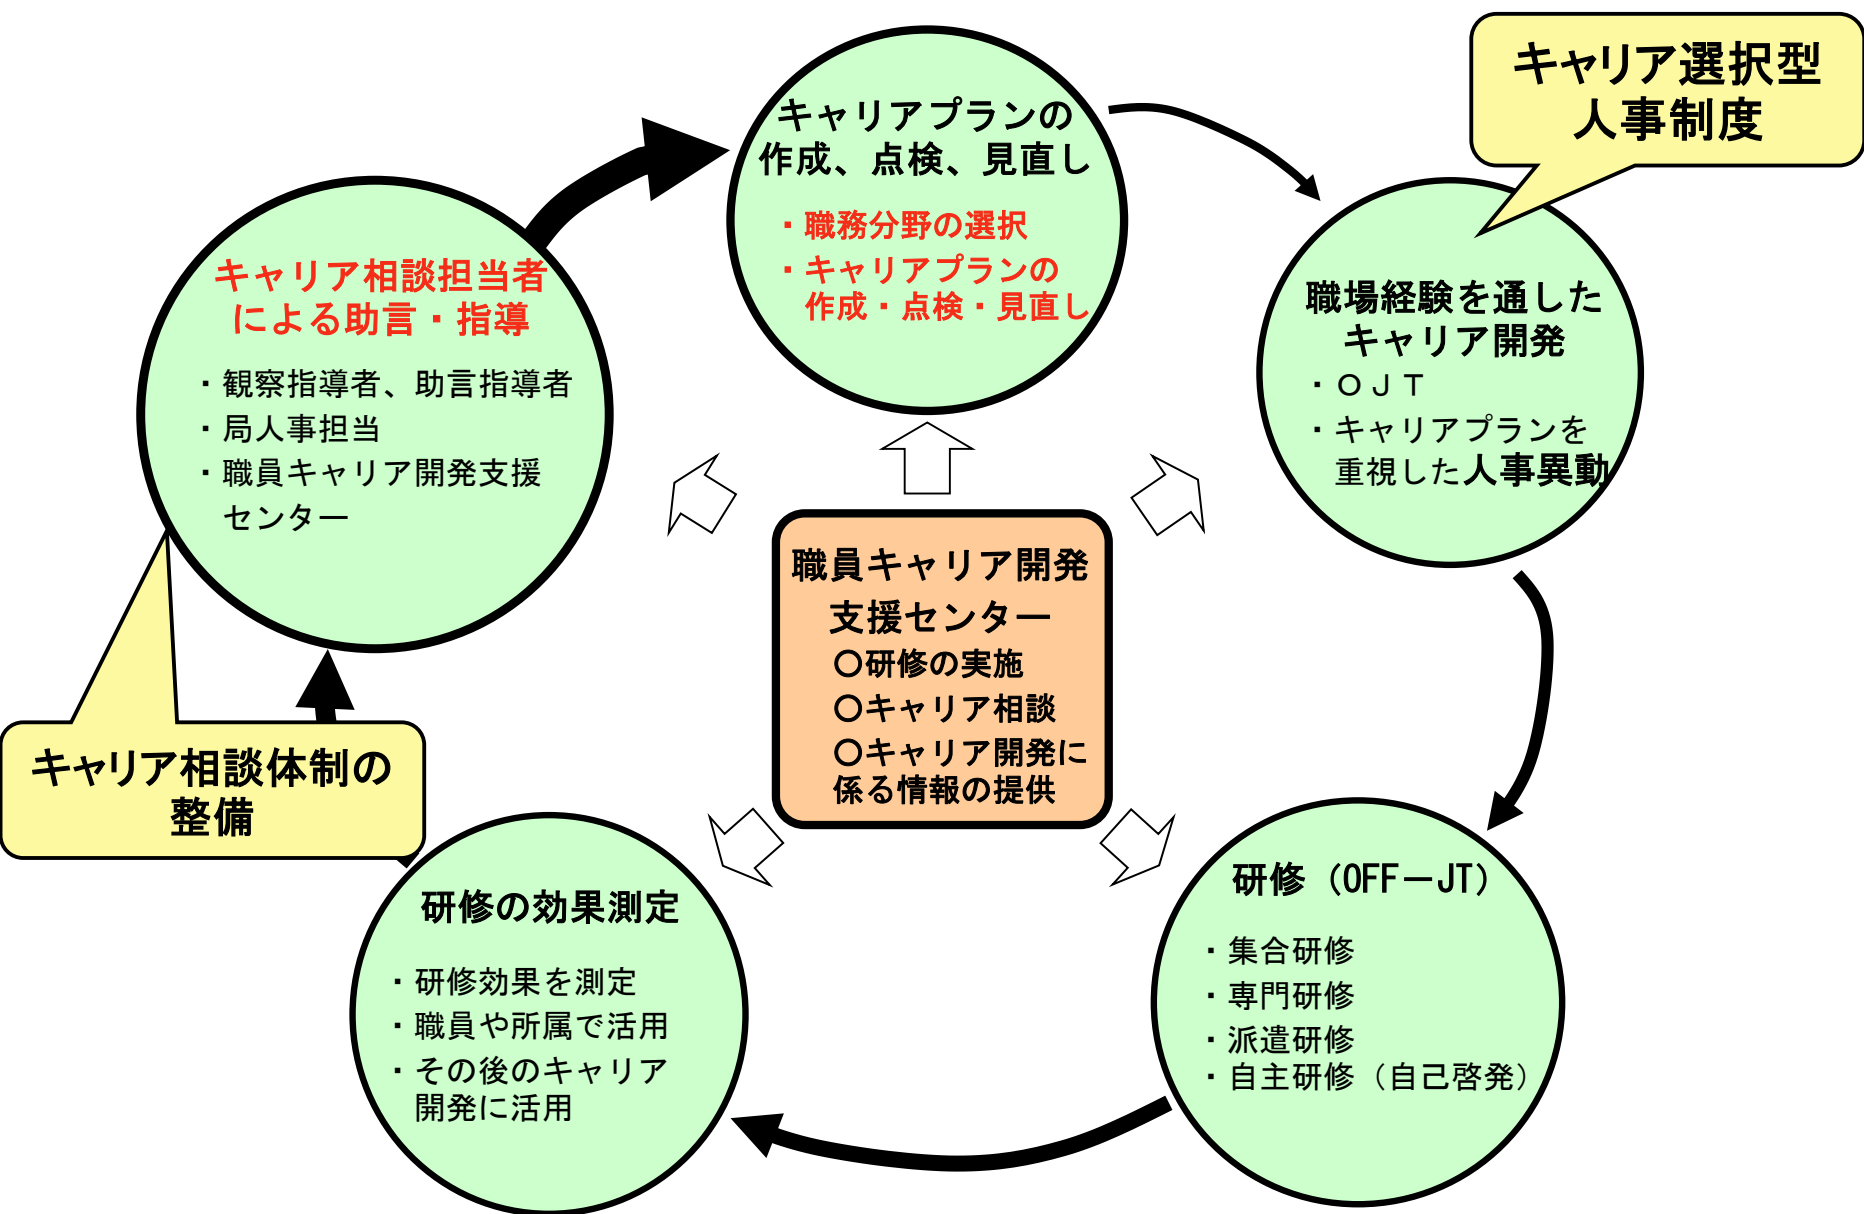 キャリア選択型
人事制度
キャリアプランの
作成、点検、見直し
・職務分野の選択
・キャリアプランの
作成・点検・見直し
職場経験を通した
キャリア開発
・ＯＪＴ
・キャリアプランを
重視した人事異動
キャリア相談担当者
による助言・指導
・観察指導者、助言指導者
・局人事担当
・職員キャリア開発支援
センター
職員キャリア開発
支援センター
〇研修の実施
〇キャリア相談
〇キャリア開発に
係る情報の提供
キャリア相談体制の
整備
研修（OFF－JT）
・集合研修
・専門研修
・派遣研修
・自主研修（自己啓発）
研修の効果測定
・研修効果を測定
・職員や所属で活用
・その後のキャリア
開発に活用